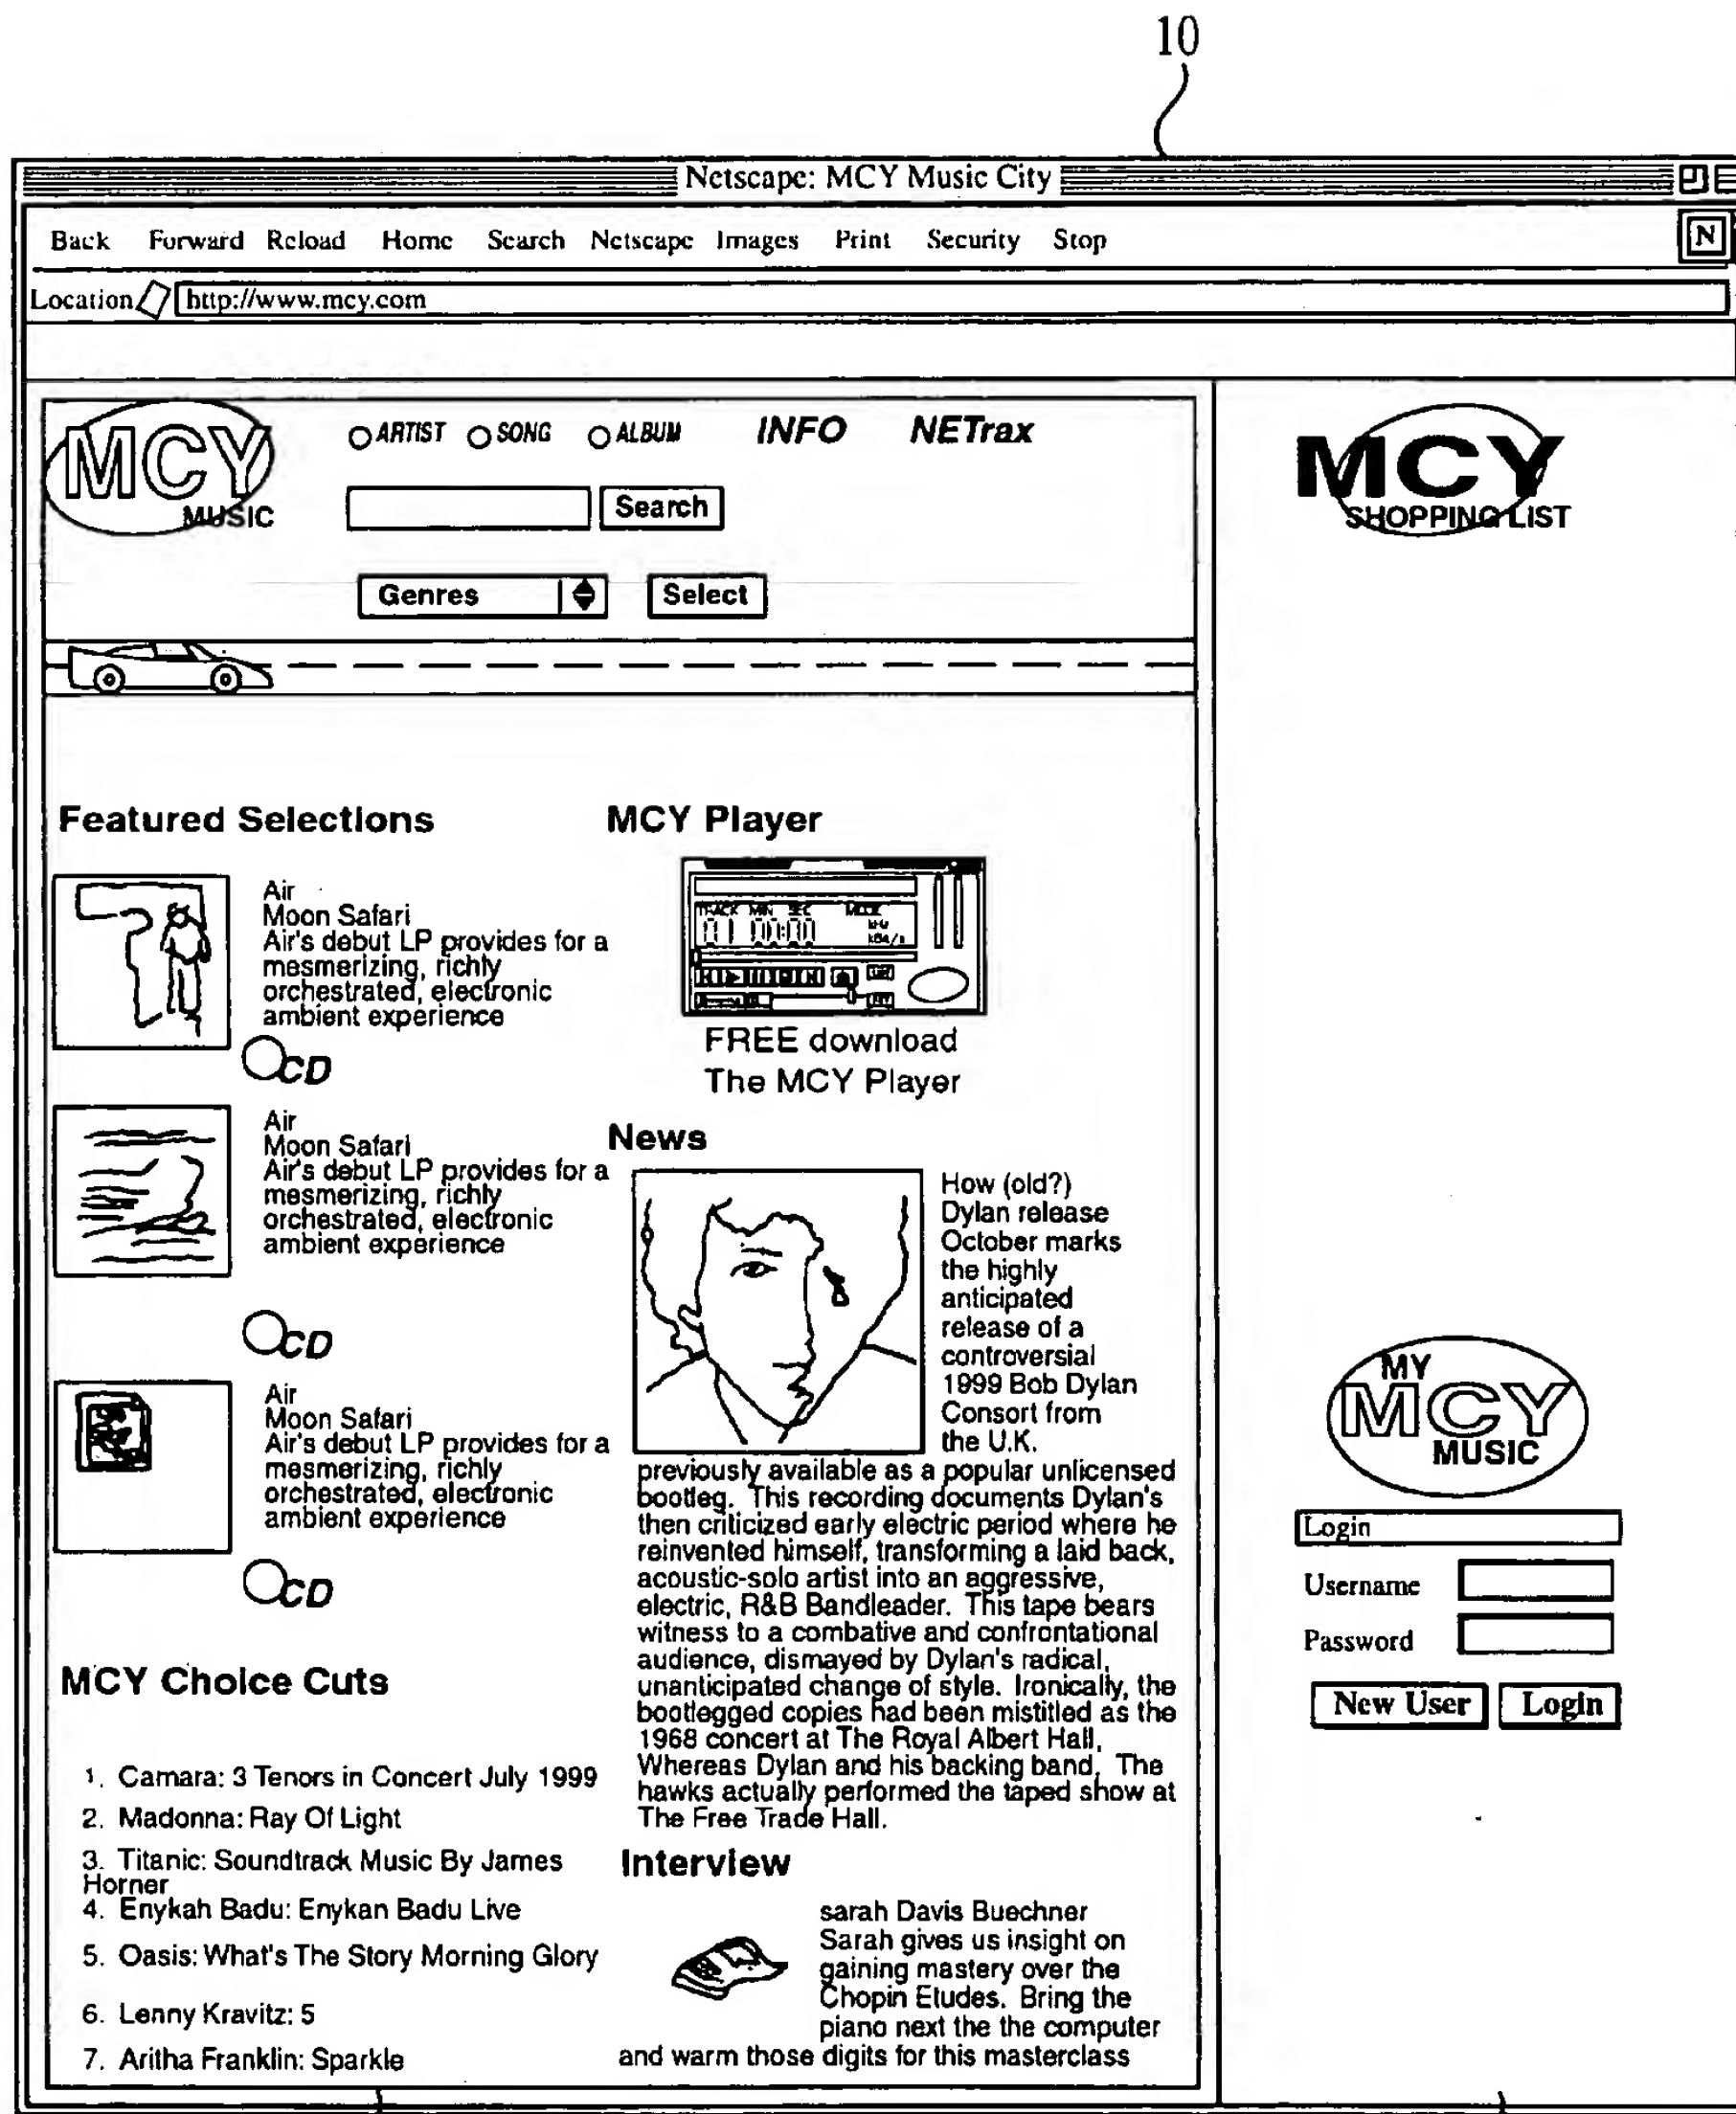 10
Netscape: MCY Music City
Back Forward Reload Home Search Netscape Images Print Security Stop
N
Location http://www.mcy.com
MCY
MUSIC
ARTIST SONG ALBUM INFO NETrax
Search
Genres Select
MCY
SHOPPING LIST
Featured Selections
Air
Moon Safari
Air's debut LP provides for a
mesmerizing, richly
orchestrated, electronic
ambient experience
CD
Air
Moon Safari
Air's debut LP provides for a
mesmerizing, richly
orchestrated, electronic
ambient experience
CD
Air
Moon Safari
Air's debut LP provides for a
mesmerizing, richly
orchestrated, electronic
ambient experience
CD
MCY Choice Cuts
1. Camara: 3 Tenors in Concert July 1999
2. Madonna: Ray Of Light
3. Titanic: Soundtrack Music By James
Horner
4. Enykah Badu: Enykan Badu Live
5. Oasis: What's The Story Morning Glory
6. Lenny Kravitz: 5
7. Aritha Franklin: Sparkle
MCY Player
TRACK MIN SEC MODE
01 00:00
FREE download
The MCY Player
News
How (old?)
Dylan release
October marks
the highly
anticipated
release of a
controversial
1999 Bob Dylan
Consort from
the U.K.
previously available as a popular unlicensed
bootleg. This recording documents Dylan's
then criticized early electric period where he
reinvented himself, transforming a laid back,
acoustic-solo artist into an aggressive,
electric, R&B Bandleader. This tape bears
witness to a combative and confrontational
audience, dismayed by Dylan's radical,
unanticipated change of style. Ironically, the
bootlegged copies had been mistitled as the
1968 concert at The Royal Albert Hall,
Whereas Dylan and his backing band, The
hawks actually performed the taped show at
The Free Trade Hall.
Interview
sarah Davis Buechner
Sarah gives us insight on
gaining mastery over the
Chopin Etudes. Bring the
piano next the the computer
and warm those digits for this masterclass
MY
MCY
MUSIC
Login
Username
Password
New User Login